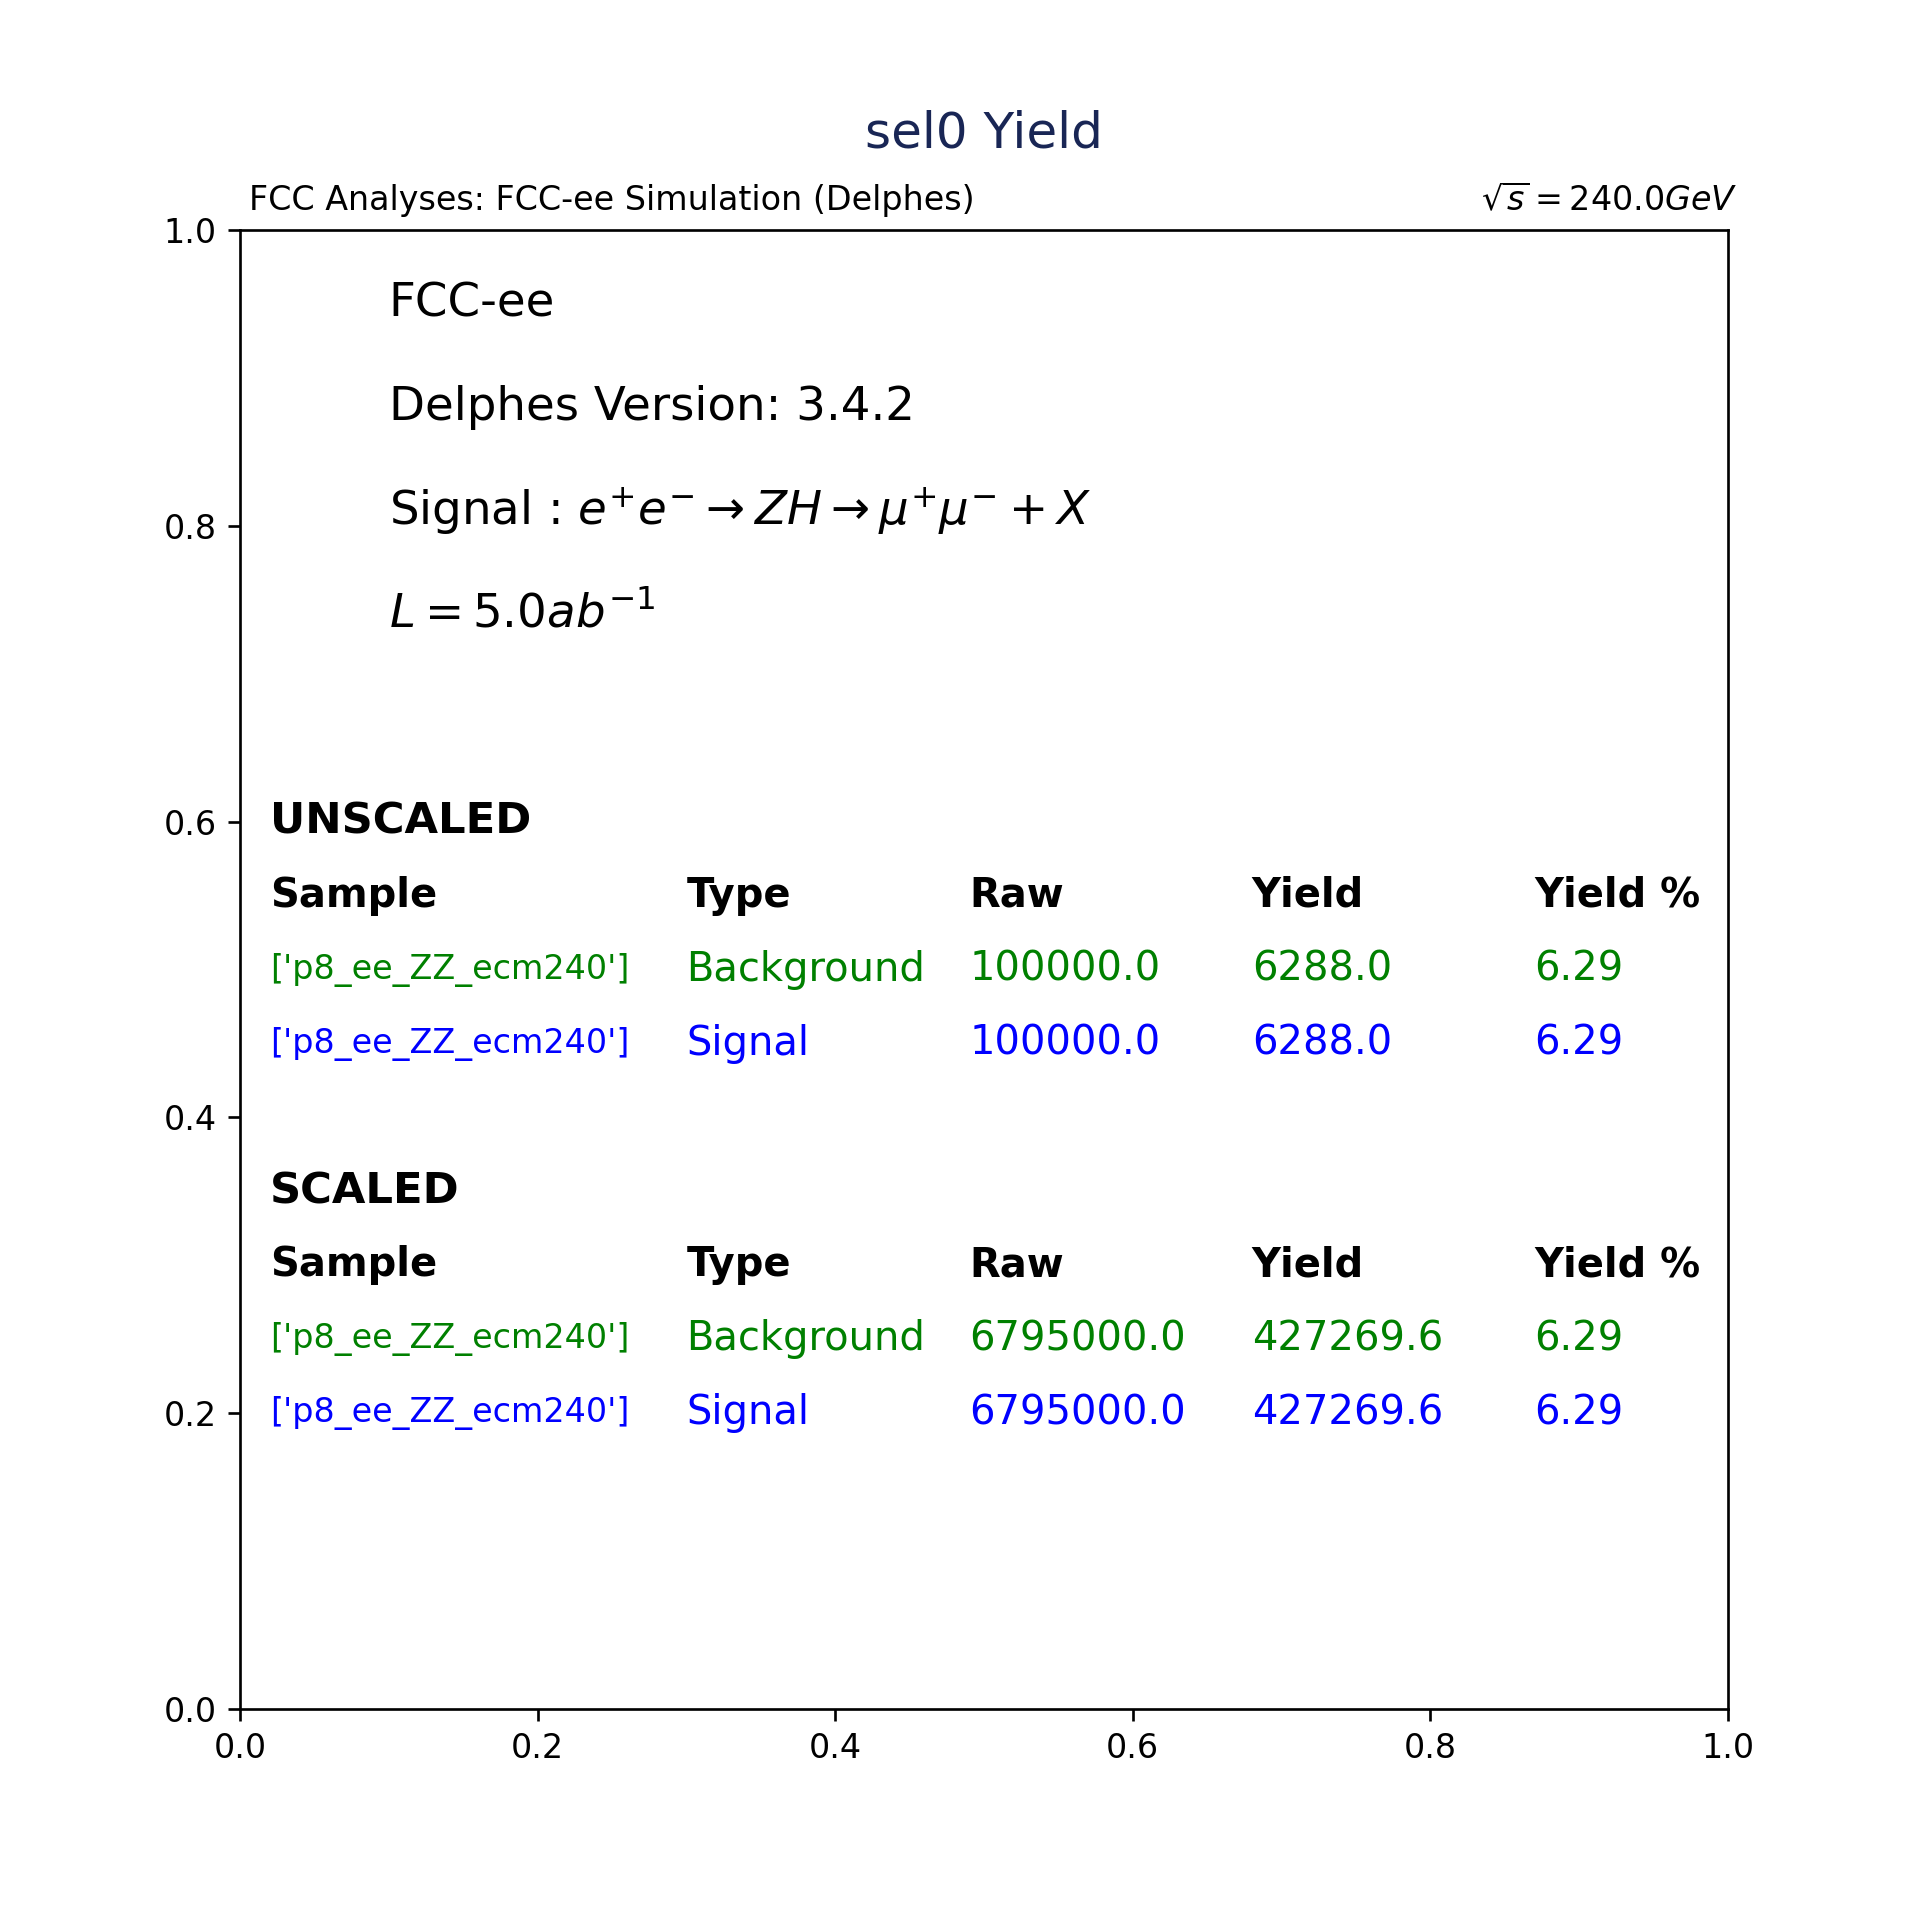 sel0 Yield
FCC Analyses: FCC-ee Simulation (Delphes) √s = 240.0GeV
1.0
FCC-ee
Delphes Version: 3.4.2
Signal : e⁺e⁻ → ZH → μ⁺μ⁻ + X
0.8
L = 5.0ab⁻¹
0.6
UNSCALED
Sample Type Raw Yield Yield %
['p8_ee_ZZ_ecm240'] Background 100000.0 6288.0 6.29
['p8_ee_ZZ_ecm240'] Signal 100000.0 6288.0 6.29
0.4
SCALED
Sample Type Raw Yield Yield %
['p8_ee_ZZ_ecm240'] Background 6795000.0 427269.6 6.29
['p8_ee_ZZ_ecm240'] Signal 6795000.0 427269.6 6.29
0.2
0.0
0.0 0.2 0.4 0.6 0.8 1.0